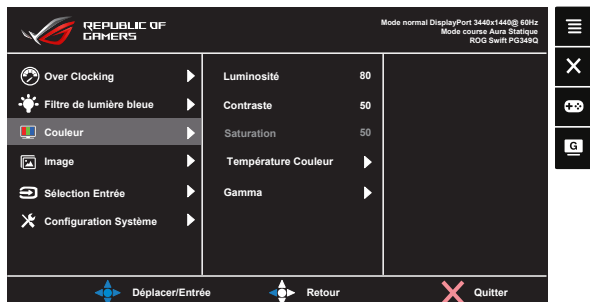 REPUBLIC OF
GAMERS
Mode normal DisplayPort 3440x1440@ 60Hz
Mode course Aura Statique
ROG Swift PG349Q
Over Clocking
Filtre de lumière bleue
Couleur
Image
Sélection Entrée
Configuration Système
Luminosité 80
Contraste 50
Saturation 50
Température Couleur
Gamma
G
Déplacer/Entrée
Retour
Quitter